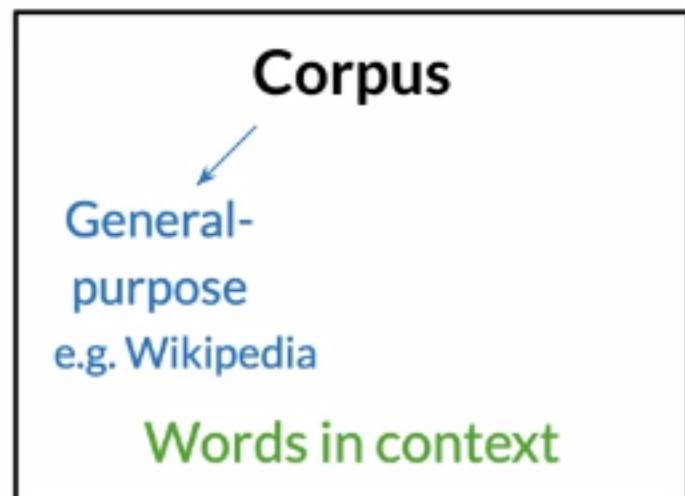 Corpus
General-
purpose
e.g. Wikipedia
Words in context